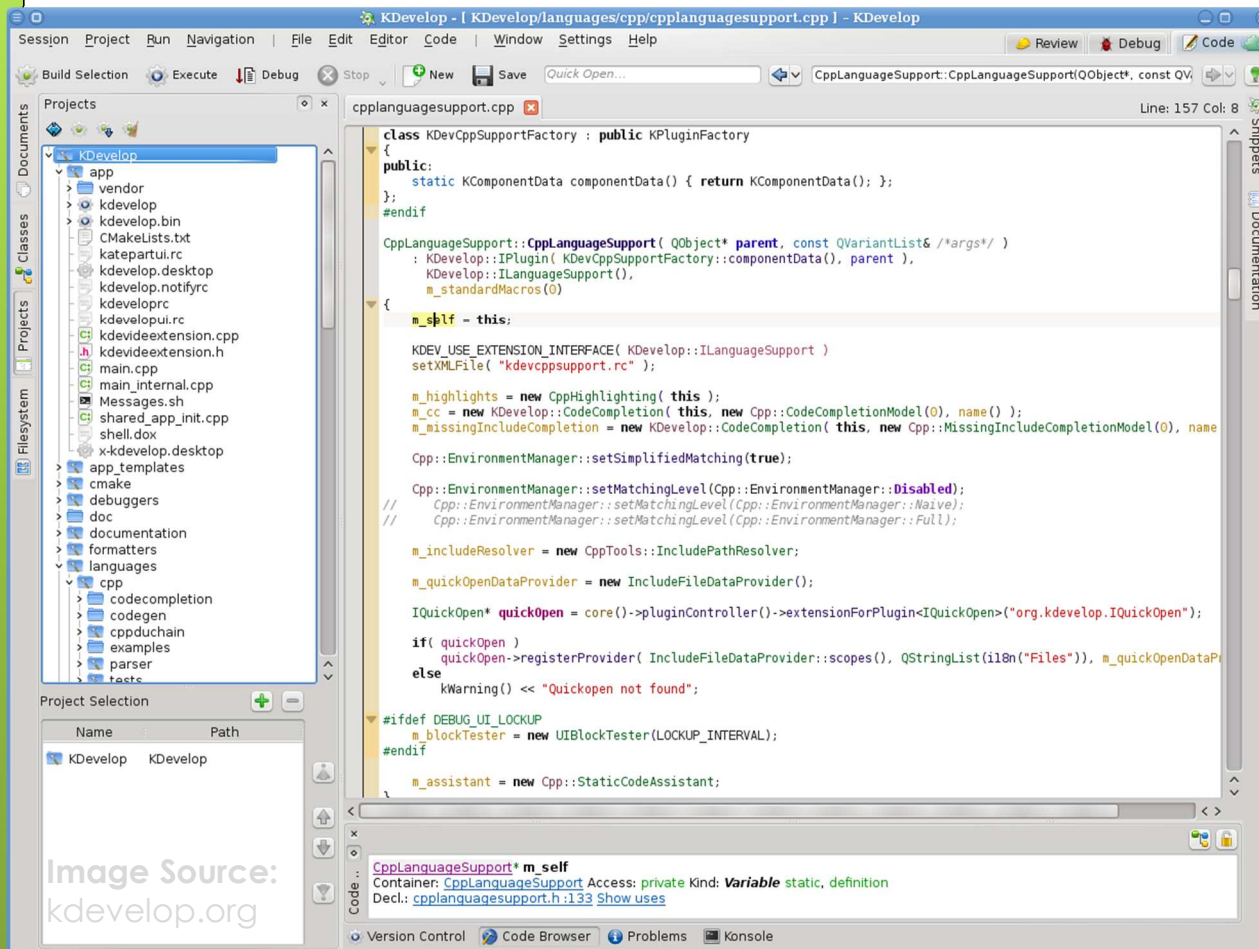 KDevelop - [ KDevelop/languages/cpp/cpplanguagesupport.cpp ] – KDevelop
Session Project Run Navigation | File Edit Editor Code | Window Settings Help
Review Debug Code
Build Selection Execute Debug Stop New Save Quick Open... CppLanguageSupport::CppLanguageSupport(QObject*, const QVa
Documents
Classes
Projects
Filesystem
Projects
KDevelop
app
vendor
kdevelop
kdevelop.bin
CMakeLists.txt
katepartui.rc
kdevelop.desktop
kdevelop.notifyrc
kdeveloprc
kdevelopui.rc
kdevideextension.cpp
kdevideextension.h
main.cpp
main_internal.cpp
Messages.sh
shared_app_init.cpp
shell.dox
x-kdevelop.desktop
app_templates
cmake
debuggers
doc
documentation
formatters
languages
cpp
codecompletion
codegen
cppduchain
examples
parser
tests
Project Selection
Name Path
KDevelop KDevelop
Image Source:
kdevelop.org
cpplanguagesupport.cpp
Line: 157 Col: 8
class KDevCppSupportFactory : public KPluginFactory
{
public:
static KComponentData componentData() { return KComponentData(); };
};
#endif
CppLanguageSupport::CppLanguageSupport( QObject* parent, const QVariantList& /*args*/ )
: KDevelop::IPlugin( KDevCppSupportFactory::componentData(), parent ),
KDevelop::ILanguageSupport(),
m_standardMacros(0)
{
m_self = this;
KDEV_USE_EXTENSION_INTERFACE( KDevelop::ILanguageSupport )
setXMLFile( "kdevcppsupport.rc" );
m_highlights = new CppHighlighting( this );
m_cc = new KDevelop::CodeCompletion( this, new Cpp::CodeCompletionModel(0), name() );
m_missingIncludeCompletion = new KDevelop::CodeCompletion( this, new Cpp::MissingIncludeCompletionModel(0), name
Cpp::EnvironmentManager::setSimplifiedMatching(true);
Cpp::EnvironmentManager::setMatchingLevel(Cpp::EnvironmentManager::Disabled);
// Cpp::EnvironmentManager::setMatchingLevel(Cpp::EnvironmentManager::Naive);
// Cpp::EnvironmentManager::setMatchingLevel(Cpp::EnvironmentManager::Full);
m_includeResolver = new CppTools::IncludePathResolver;
m_quickOpenDataProvider = new IncludeFileDataProvider();
IQuickOpen* quickOpen = core()->pluginController()->extensionForPlugin<IQuickOpen>("org.kdevelop.IQuickOpen");
if( quickOpen )
quickOpen->registerProvider( IncludeFileDataProvider::scopes(), QStringList(i18n("Files")), m_quickOpenDataPr
else
kWarning() << "Quickopen not found";
#ifdef DEBUG_UI_LOCKUP
m_blockTester = new UIBlockTester(LOCKUP_INTERVAL);
#endif
m_assistant = new Cpp::StaticCodeAssistant;
}
Snippets
Documentation
Code ..
CppLanguageSupport* m_self
Container: CppLanguageSupport Access: private Kind: Variable static, definition
Decl.: cpplanguagesupport.h :133 Show uses
Version Control Code Browser Problems Konsole